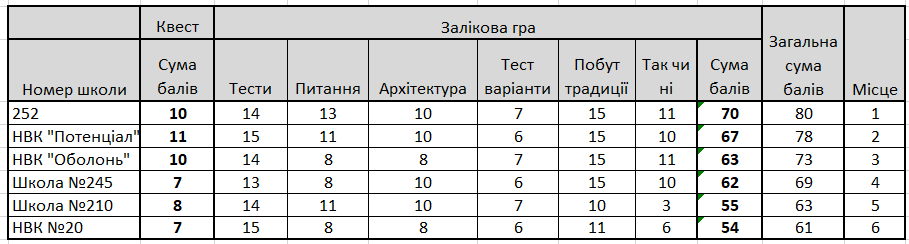 Квест Залікова гра Загальна сума балів Місце
Номер школи Сума балів Тести Питання Архітектура Тест варіанти Побут традиції Так чи ні Сума балів
252 10 14 13 10 7 15 11 70 80 1
НВК "Потенціал" 11 15 11 10 6 15 10 67 78 2
НВК "Оболонь" 10 14 8 8 7 15 11 63 73 3
Школа №245 7 13 8 10 6 15 10 62 69 4
Школа №210 8 14 11 10 7 10 3 55 63 5
НВК №20 7 15 8 8 6 11 6 54 61 6